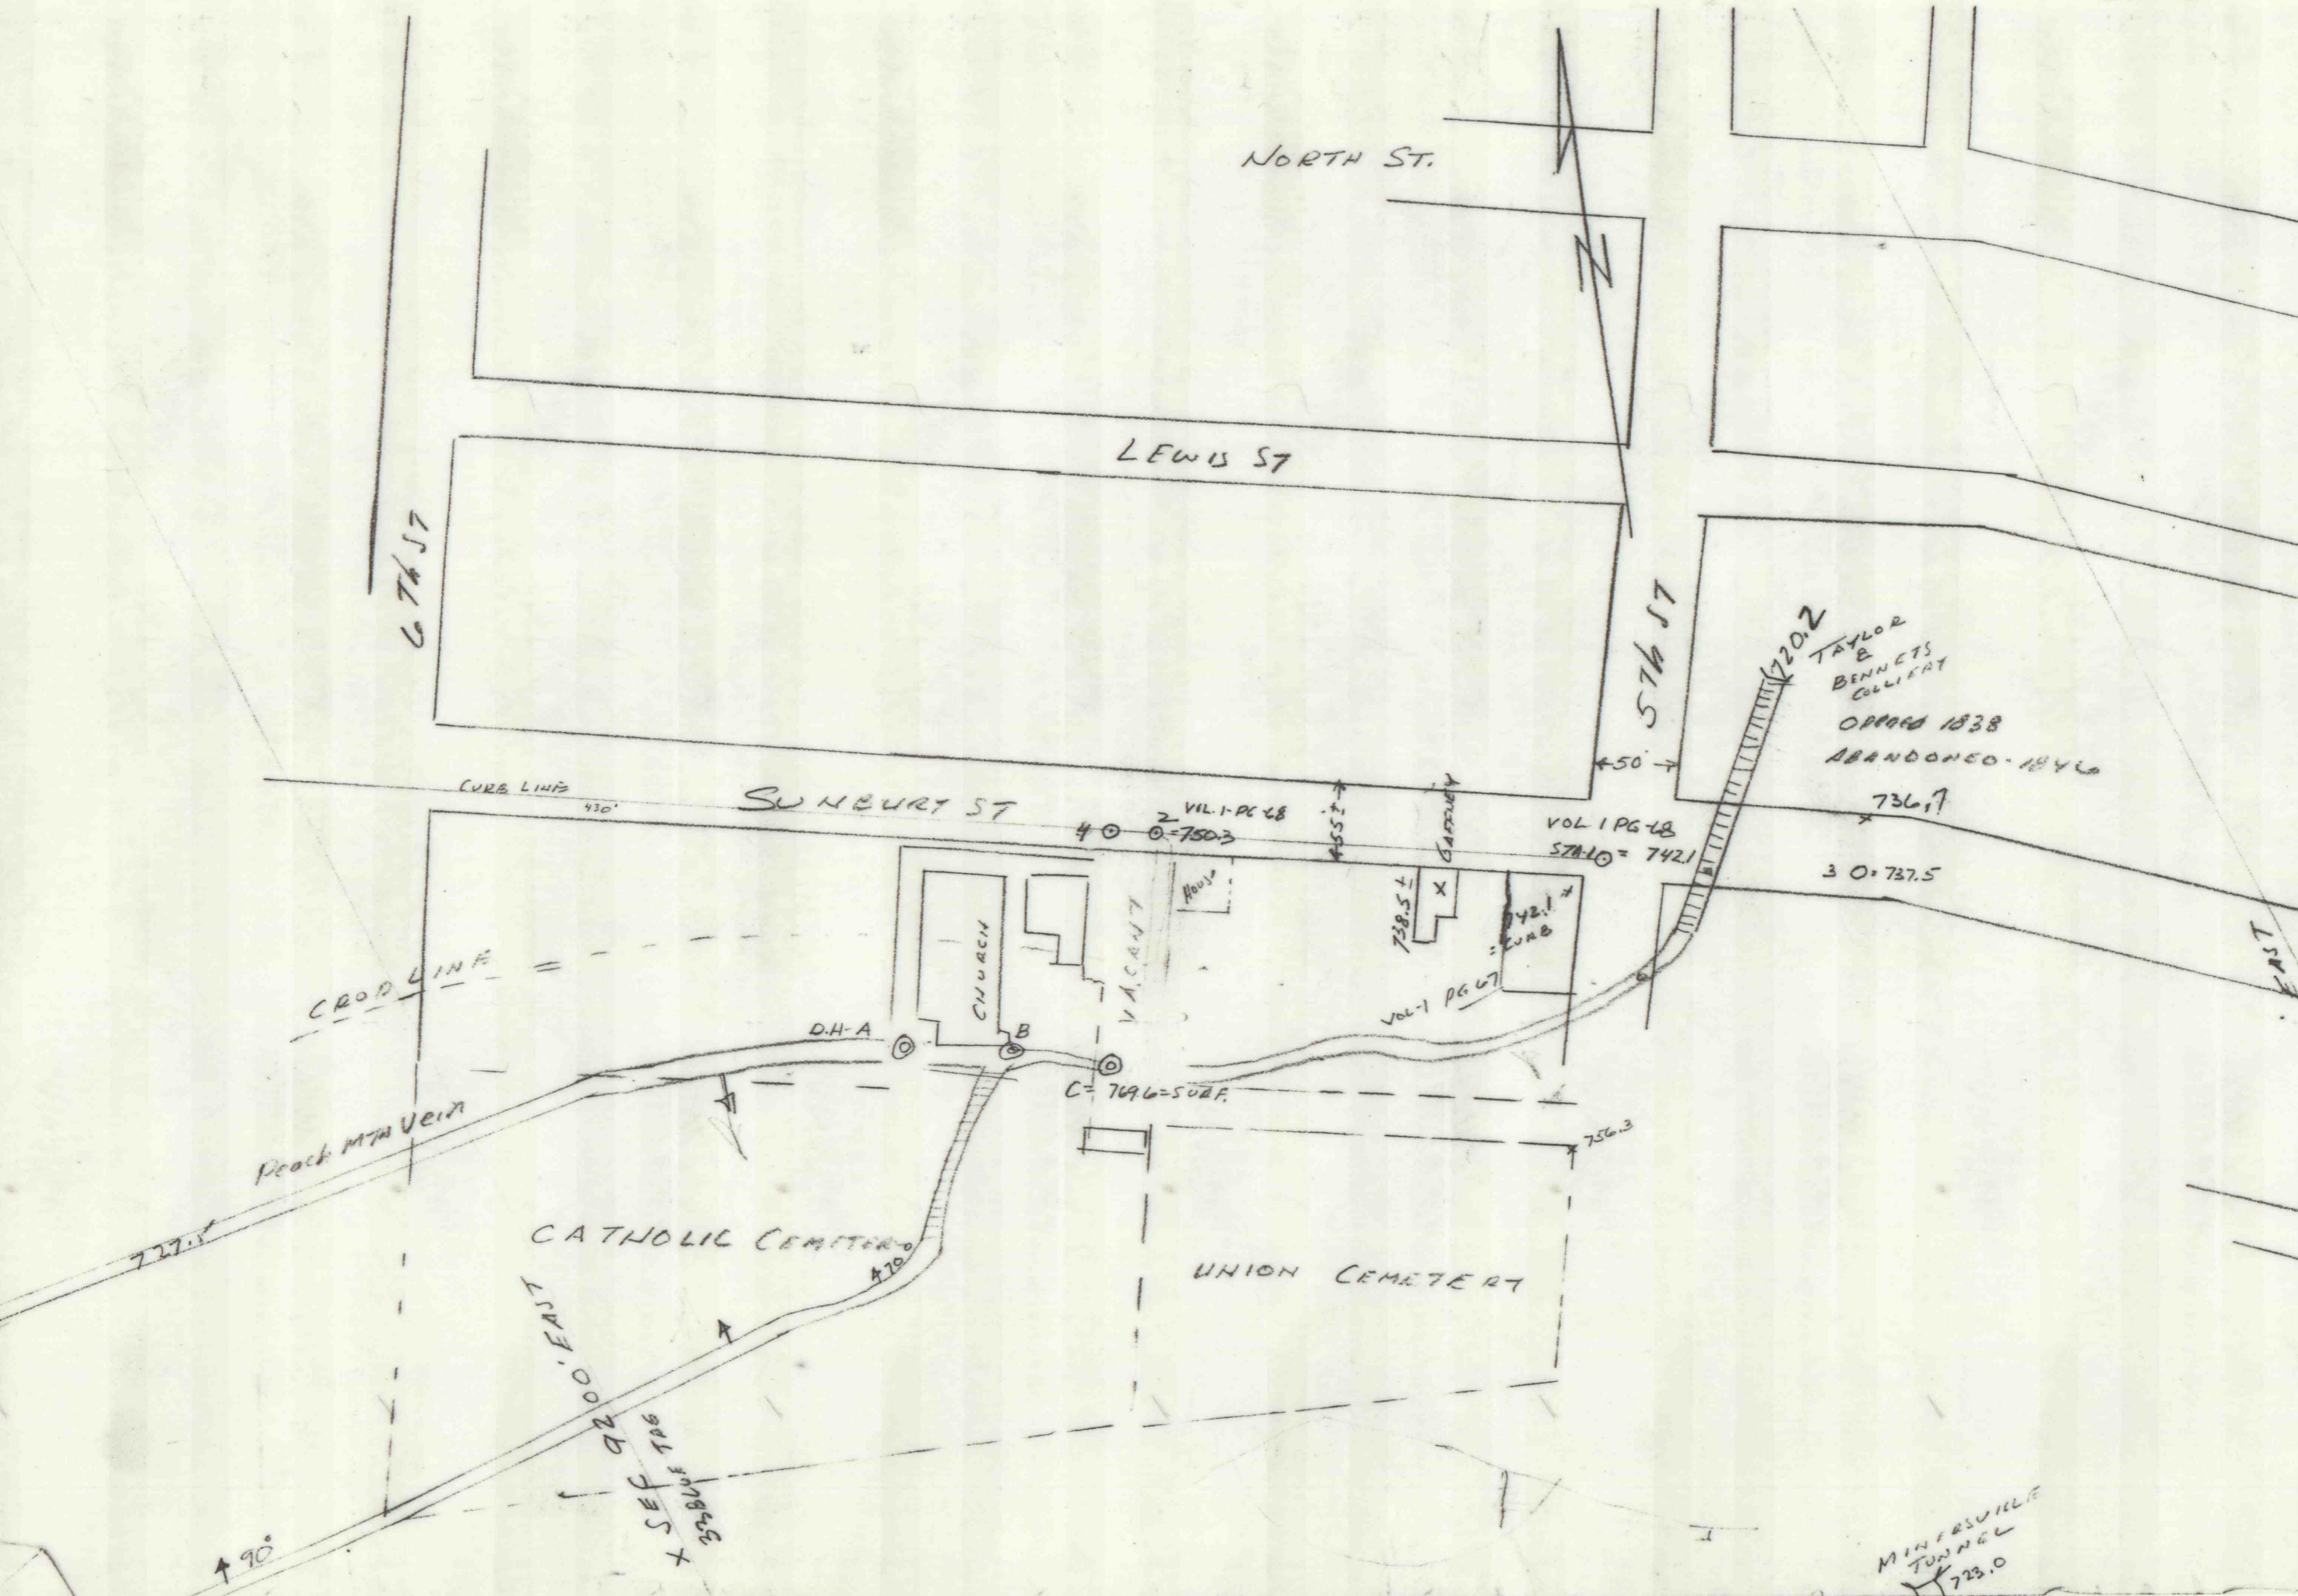 NORTH ST.
N
LEWIS ST
6Th ST
5Th ST
720.2
TAYLOR
&
BENNETS
COLLIERY
OPENED 1838
ABANDONED - 1846
50'
736.7
CURB LINE
430'
SUNBURY ST
4
2
VOL. 1 - PG 68
= 750.3
55 ±
GAFFNEY
VOL 1 PG-68
STA-1 = 742.1
3 O = 737.5
HOUSE
738.5 ±
X
742.1
= CURB
VOL-1 PG 67
VACANT
CHURCH
CROP LINE
D.H-A
B
C = 769.6 = SURF.
EAST
Peach MTN Vein
727.1
756.3
CATHOLIC CEMETERY
70°
UNION CEMETERY
X SEC 9200' EAST
33 BLUE TAG
90°
MINERSVILLE
TUNNEL
723.0